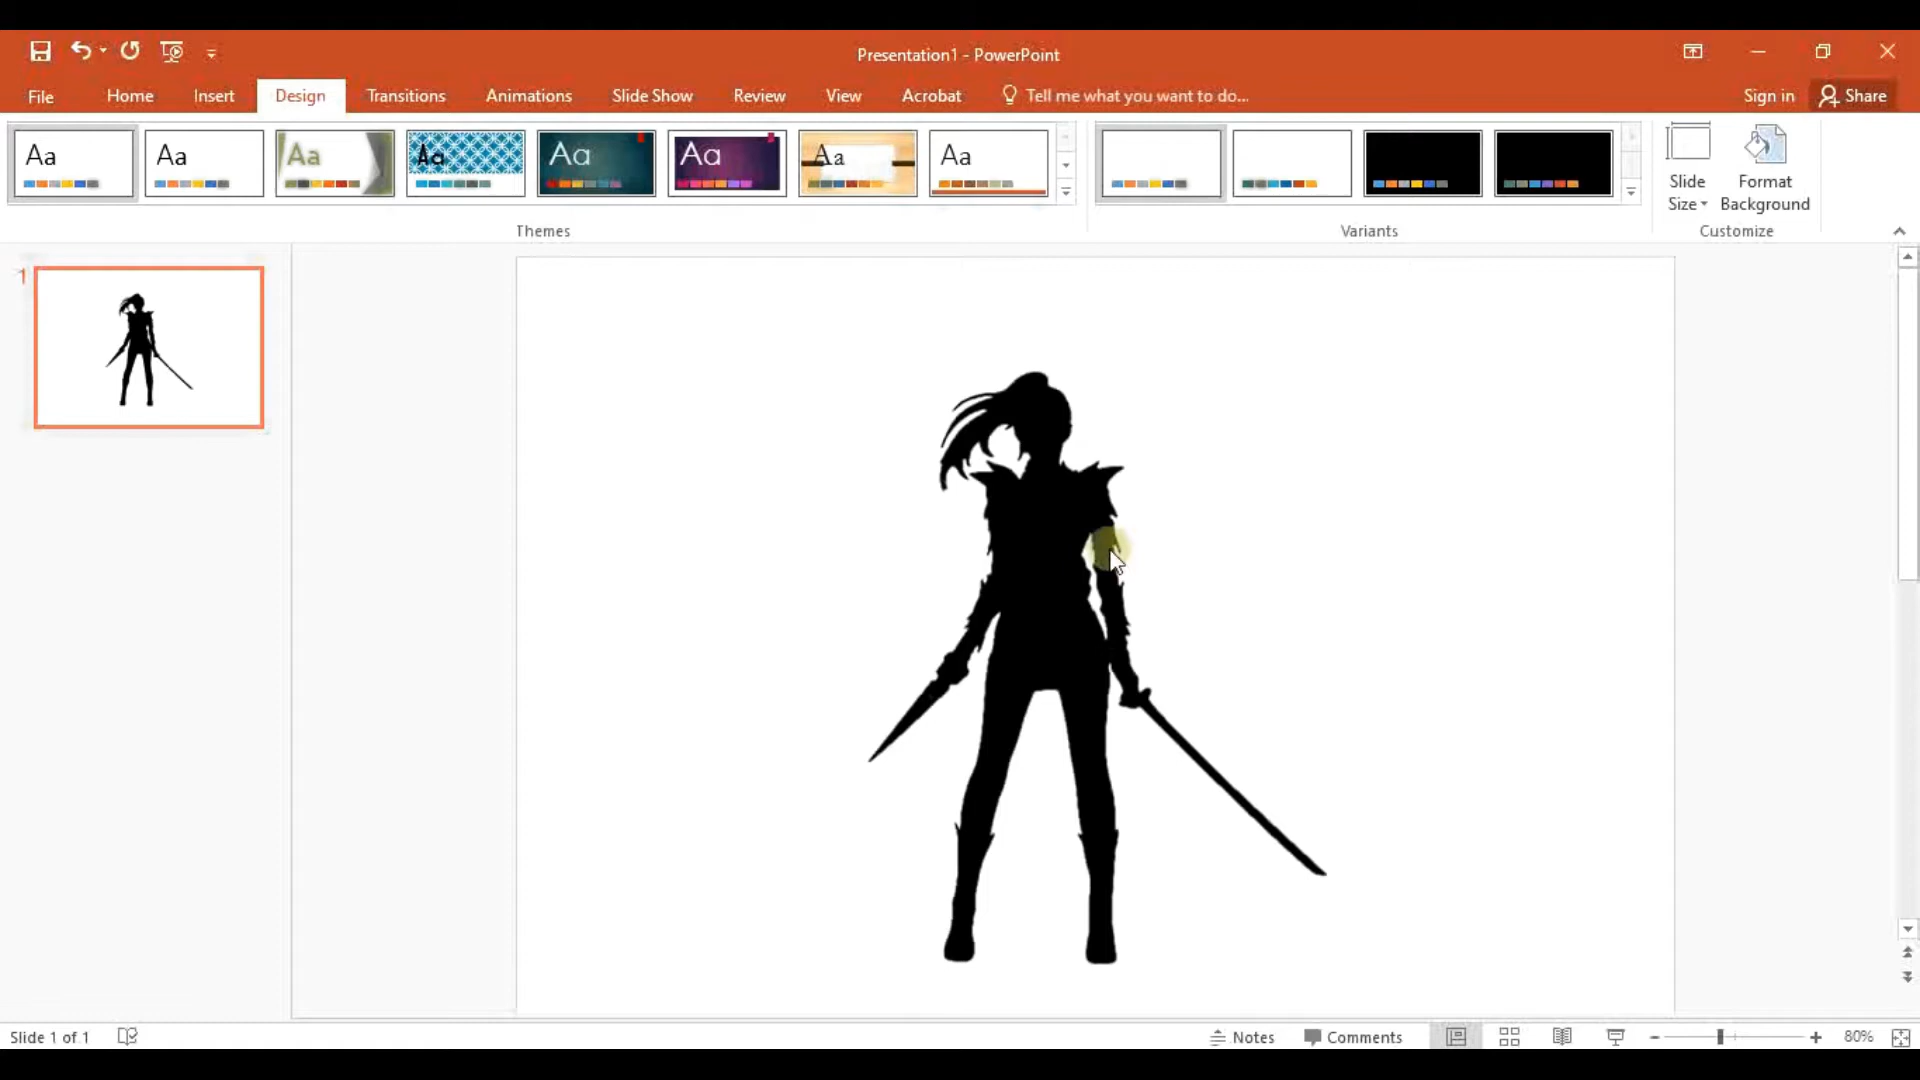 Presentation1 - PowerPoint
File Home Insert Design Transitions Animations Slide Show Review View Acrobat Tell me what you want to do... Sign in Share
Aa Aa Aa Aa Aa Aa Aa Aa
Slide Size Format Background
Themes Variants Customize
1
Slide 1 of 1 Notes Comments 80%